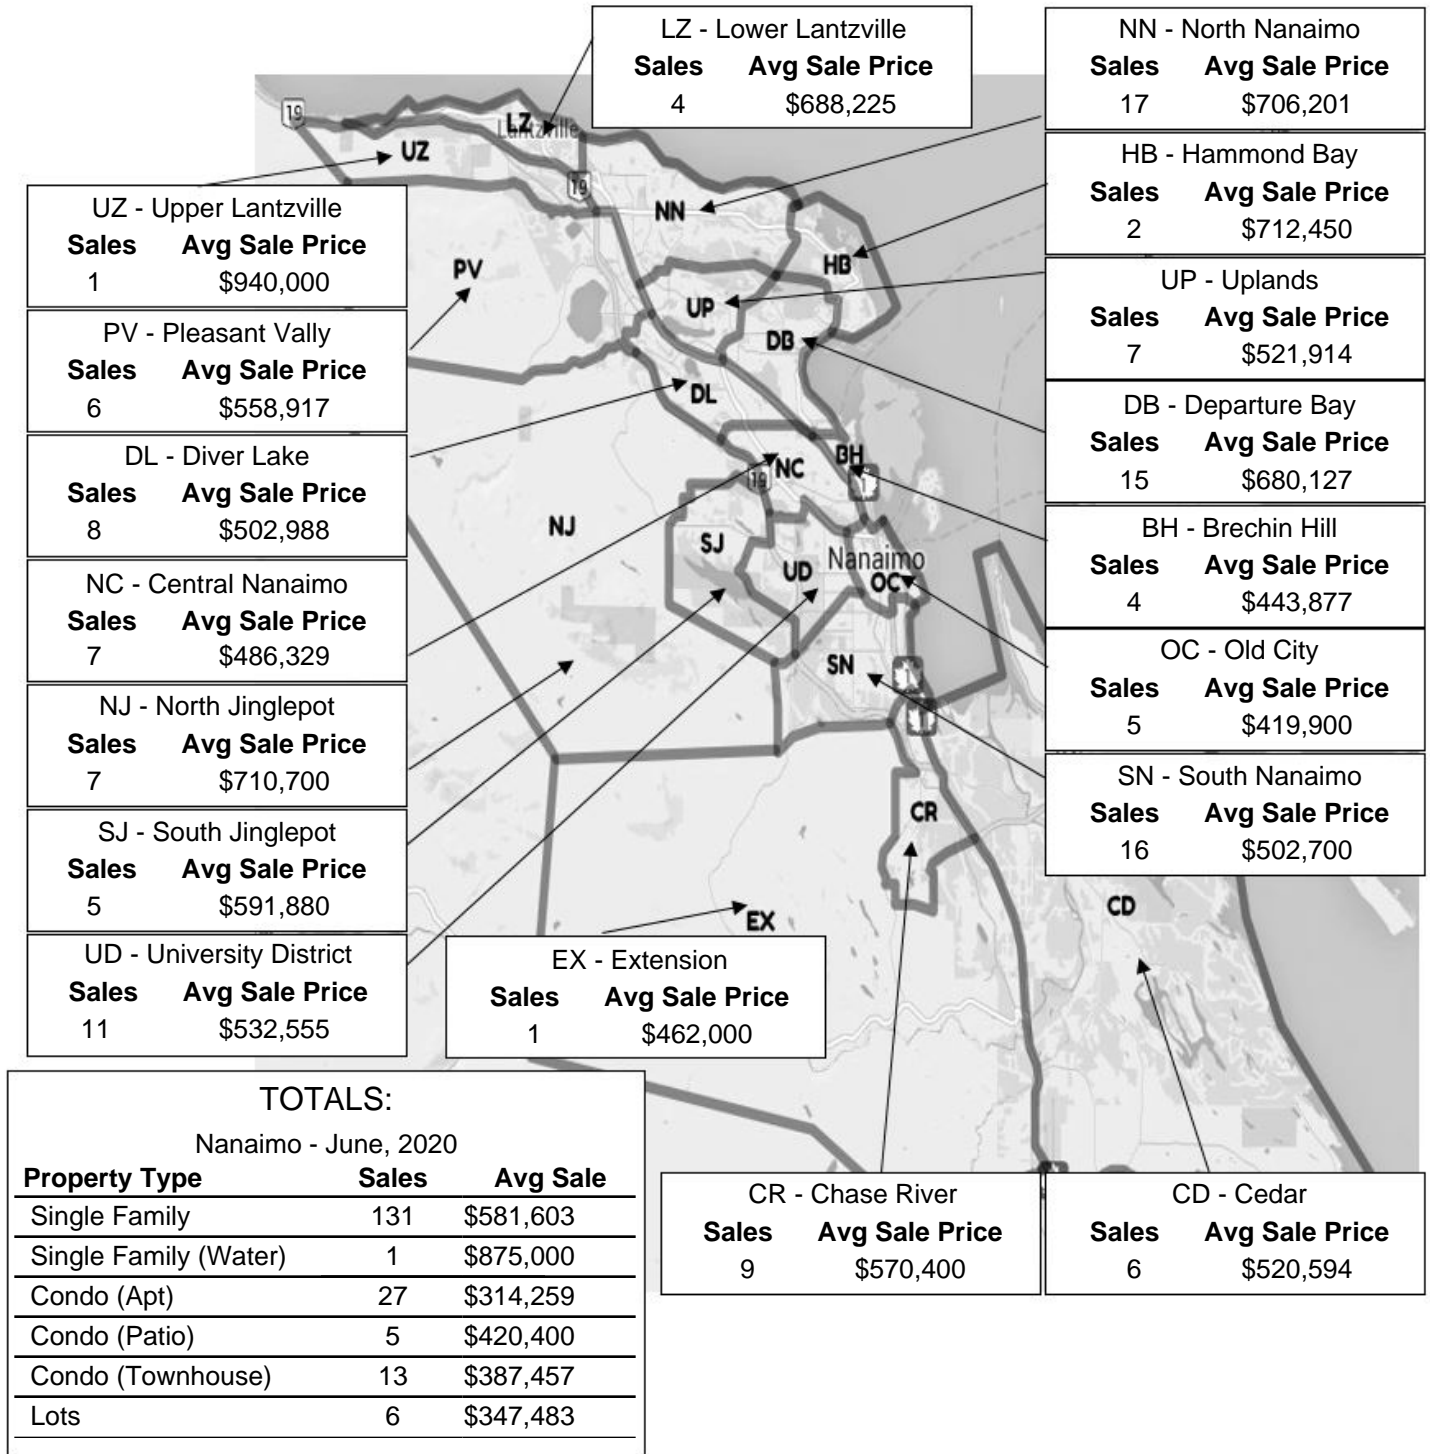 LZ - Lower Lantzville
Sales Avg Sale Price
4 $688,225
NN - North Nanaimo
Sales Avg Sale Price
17 $706,201
HB - Hammond Bay
Sales Avg Sale Price
2 $712,450
UP - Uplands
Sales Avg Sale Price
7 $521,914
DB - Departure Bay
Sales Avg Sale Price
15 $680,127
BH - Brechin Hill
Sales Avg Sale Price
4 $443,877
OC - Old City
Sales Avg Sale Price
5 $419,900
SN - South Nanaimo
Sales Avg Sale Price
16 $502,700
UZ - Upper Lantzville
Sales Avg Sale Price
1 $940,000
PV - Pleasant Vally
Sales Avg Sale Price
6 $558,917
DL - Diver Lake
Sales Avg Sale Price
8 $502,988
NC - Central Nanaimo
Sales Avg Sale Price
7 $486,329
NJ - North Jinglepot
Sales Avg Sale Price
7 $710,700
SJ - South Jinglepot
Sales Avg Sale Price
5 $591,880
UD - University District
Sales Avg Sale Price
11 $532,555
EX - Extension
Sales Avg Sale Price
1 $462,000
CR - Chase River
Sales Avg Sale Price
9 $570,400
CD - Cedar
Sales Avg Sale Price
6 $520,594
19
LZ
Lantzville
UZ
19
NN
PV
HB
UP
DB
DL
BH
NC
19
1
NJ
SJ
UD
Nanaimo
OC
SN
CR
EX
CD
TOTALS:
Nanaimo - June, 2020
Property Type Sales Avg Sale
Single Family 131 $581,603
Single Family (Water) 1 $875,000
Condo (Apt) 27 $314,259
Condo (Patio) 5 $420,400
Condo (Townhouse) 13 $387,457
Lots 6 $347,483